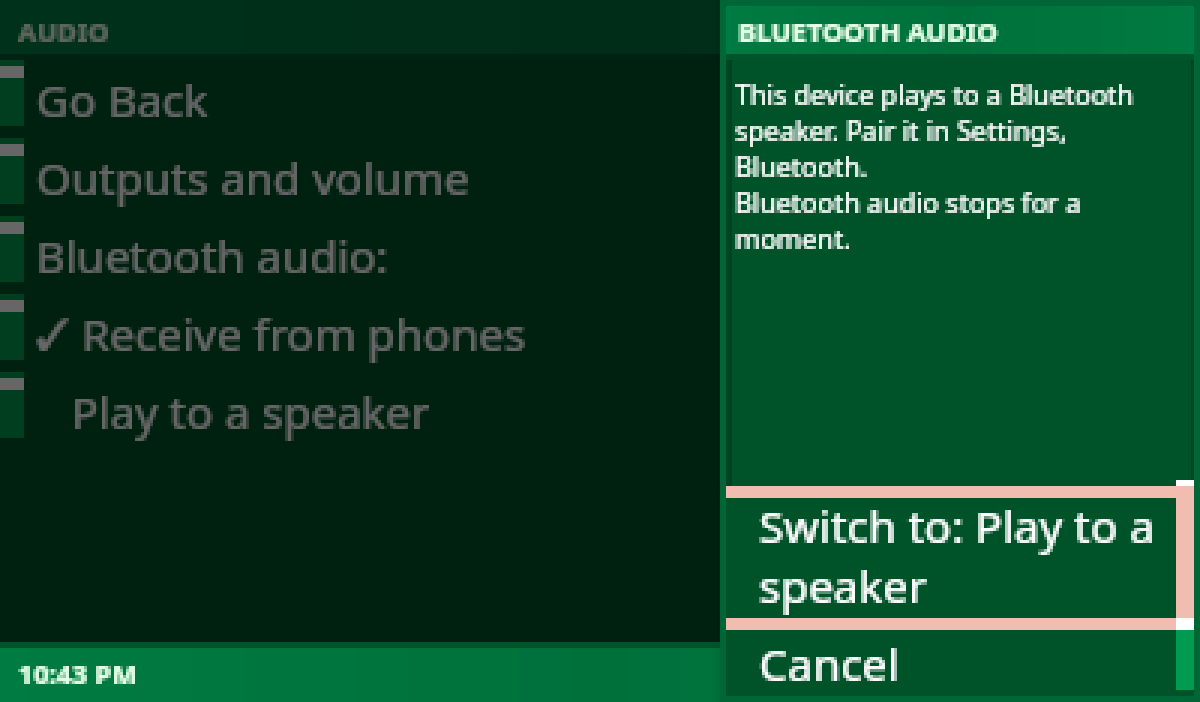 AUDIO
Go Back
Outputs and volume
Bluetooth audio:
✓ Receive from phones
Play to a speaker
10:43 PM
BLUETOOTH AUDIO
This device plays to a Bluetooth
speaker. Pair it in Settings,
Bluetooth.
Bluetooth audio stops for a
moment.
Switch to: Play to a
speaker
Cancel